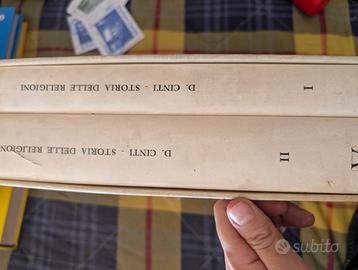 D. CINTI - STORIA DELLE RELIGIONI I
D. CINTI - STORIA DELLE RELIGIONI II
subito